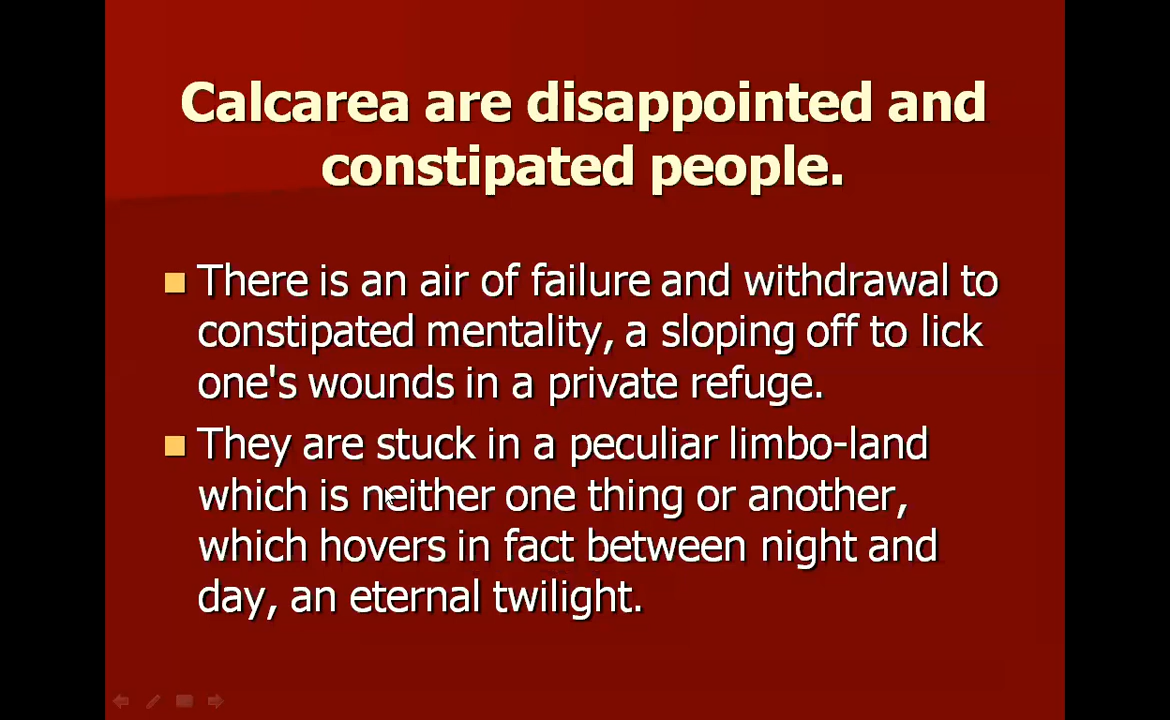 Calcarea are disappointed and
constipated people.
There is an air of failure and withdrawal to
constipated mentality, a sloping off to lick
one's wounds in a private refuge.
They are stuck in a peculiar limbo-land
which is neither one thing or another,
which hovers in fact between night and
day, an eternal twilight.